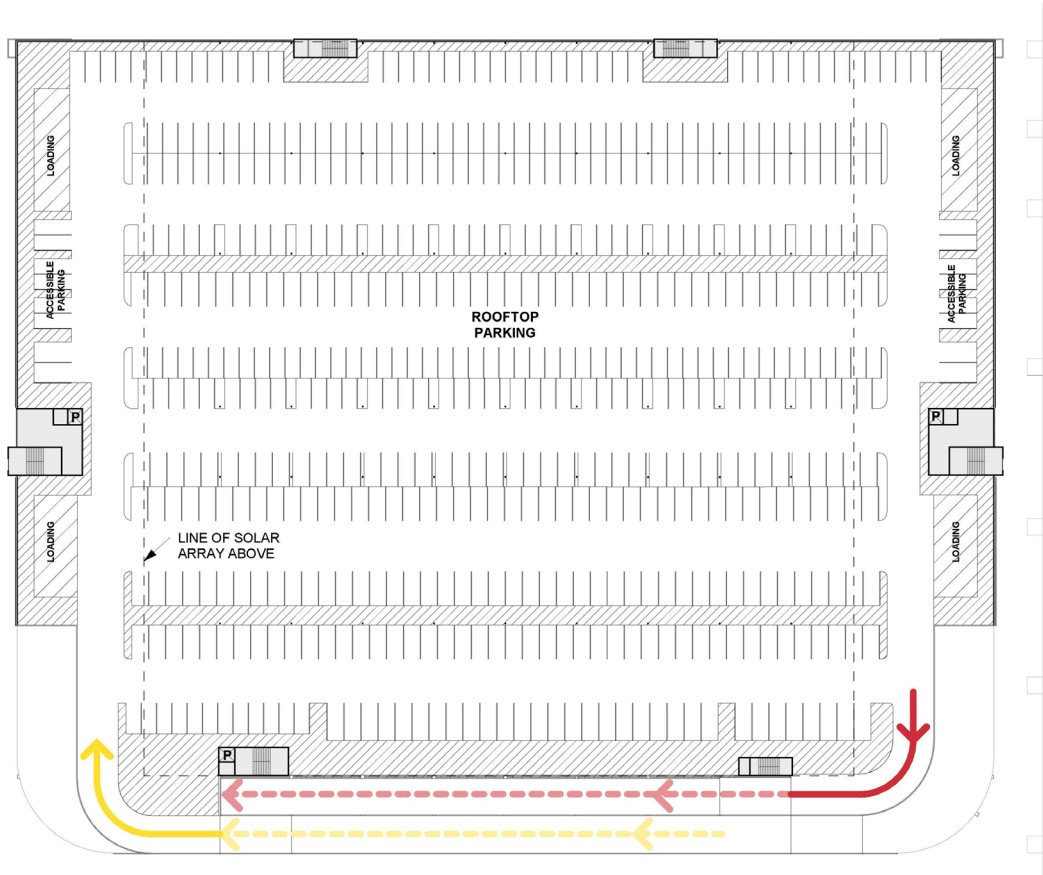 LOADING
LOADING
ACCESSIBLE
PARKING
ACCESSIBLE
PARKING
ROOFTOP
PARKING
P
P
LOADING
LOADING
LINE OF SOLAR
ARRAY ABOVE
P